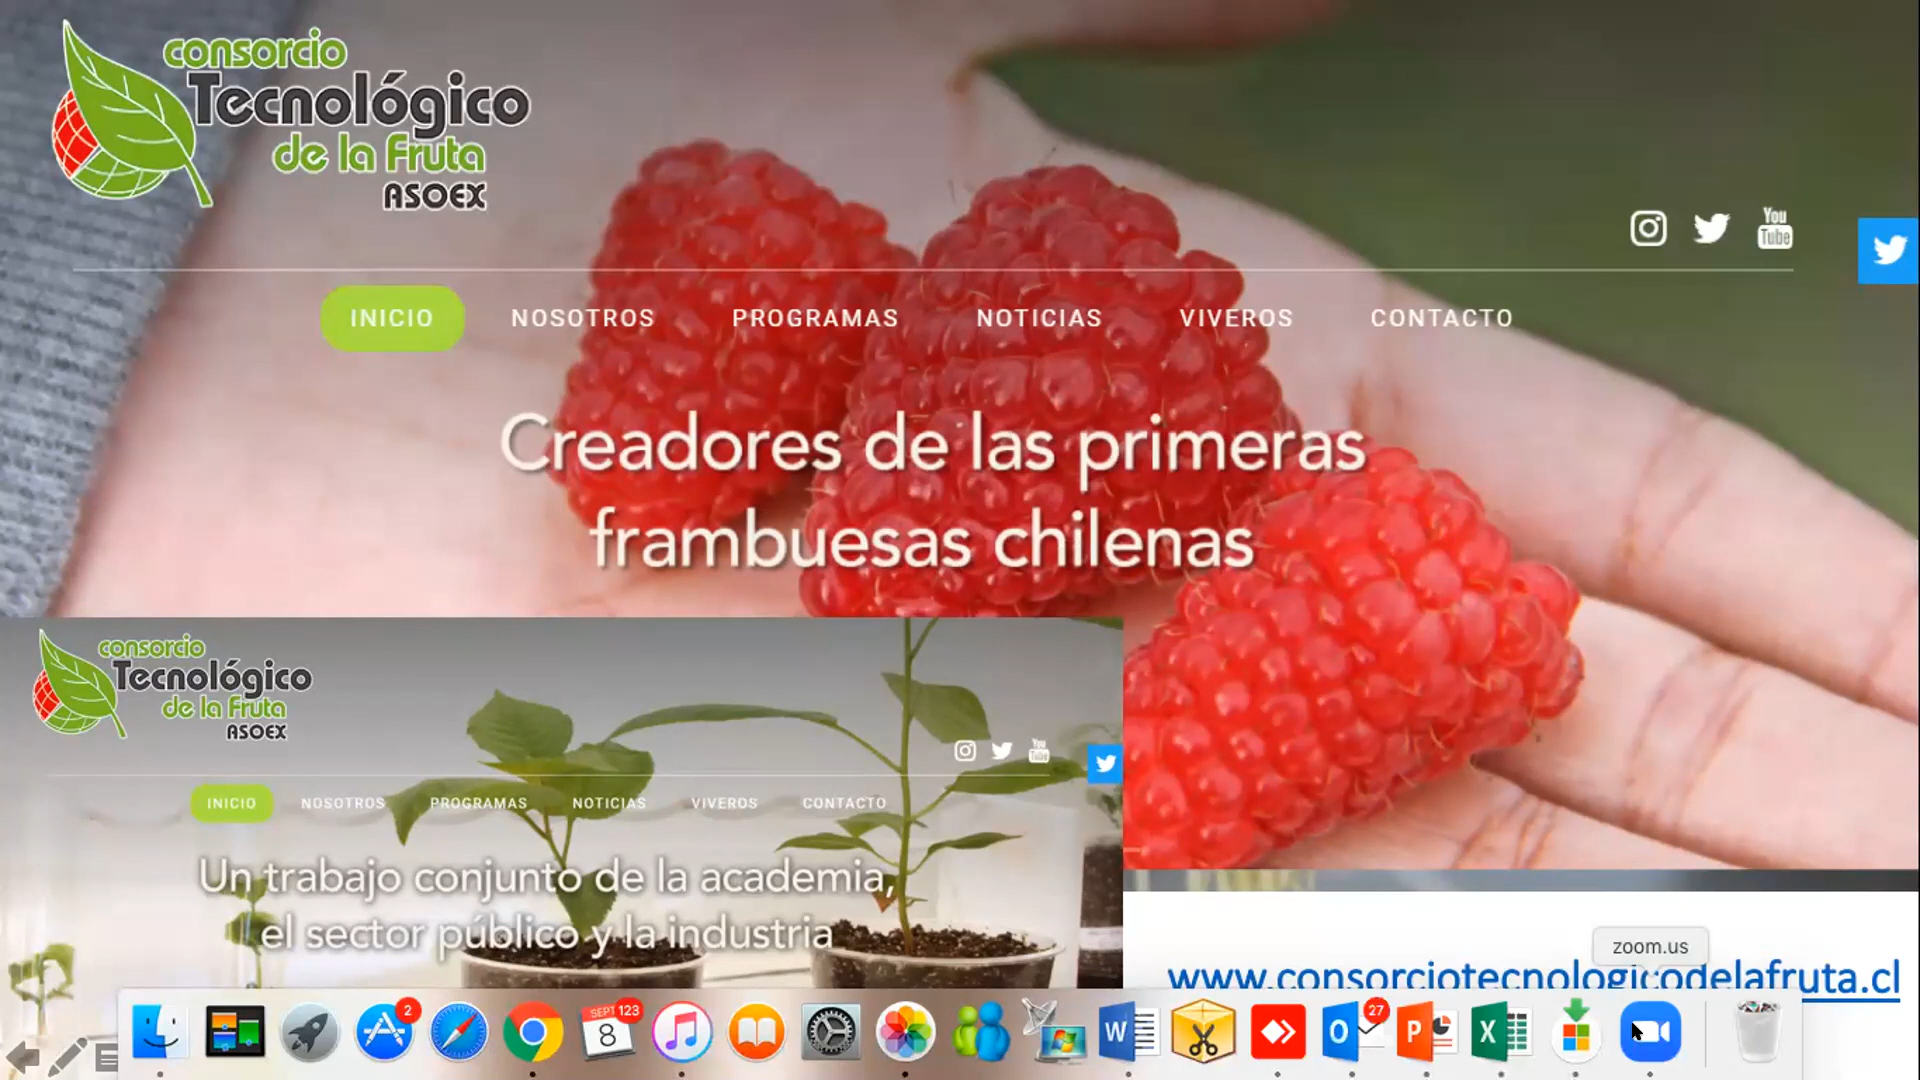 consorcio
Tecnológico
de la Fruta
ASOEX
You
Tube
INICIO NOSOTROS PROGRAMAS NOTICIAS VIVEROS CONTACTO
Creadores de las primeras
frambuesas chilenas
consorcio
Tecnológico
de la Fruta
ASOEX
You
Tube
INICIO NOSOTROS PROGRAMAS NOTICIAS VIVEROS CONTACTO
Un trabajo conjunto de la academia,
el sector público y la industria
zoom.us
www.consorciotecnologicodelafruta.cl
2
SEPT 123
8
W
O 27
P
X